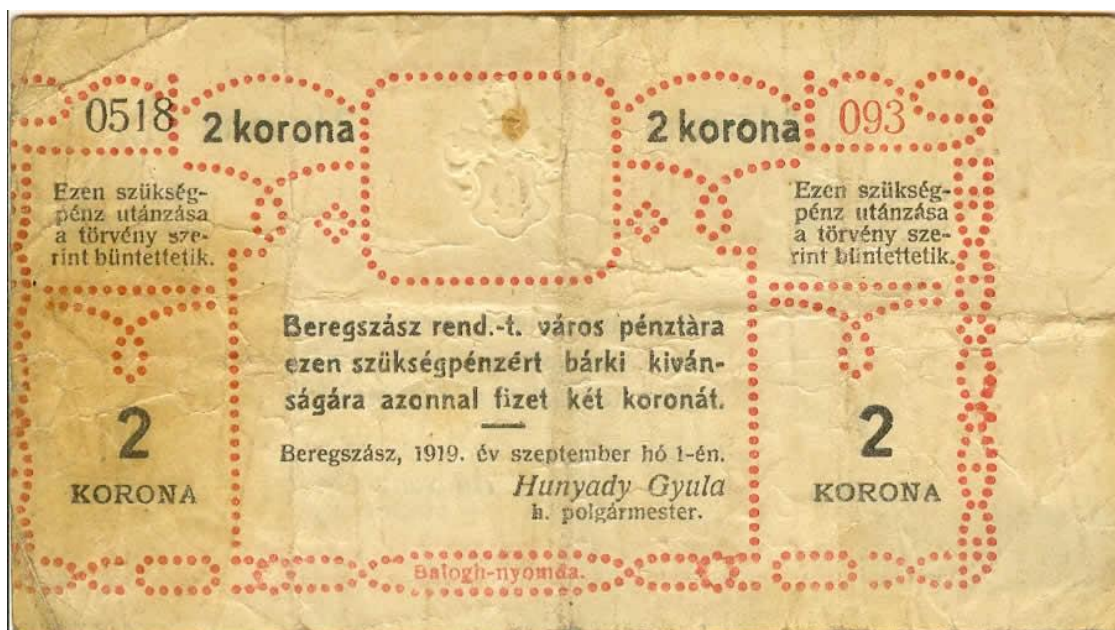 0518
2 korona
2 korona
093
Ezen szükség-
pénz utánzása
a törvény sze-
rint büntettetik.
Ezen szükség-
pénz utánzása
a törvény sze-
rint büntettetik.
Beregszász rend.-t. város pénztàra
ezen szükségpénzért bárki kiván-
ságára azonnal fizet két koronát.
Beregszász, 1919. év szeptember hó 1-én.
Hunyady Gyula
h. polgármester.
2
KORONA
2
KORONA
Balogh-nyomda.